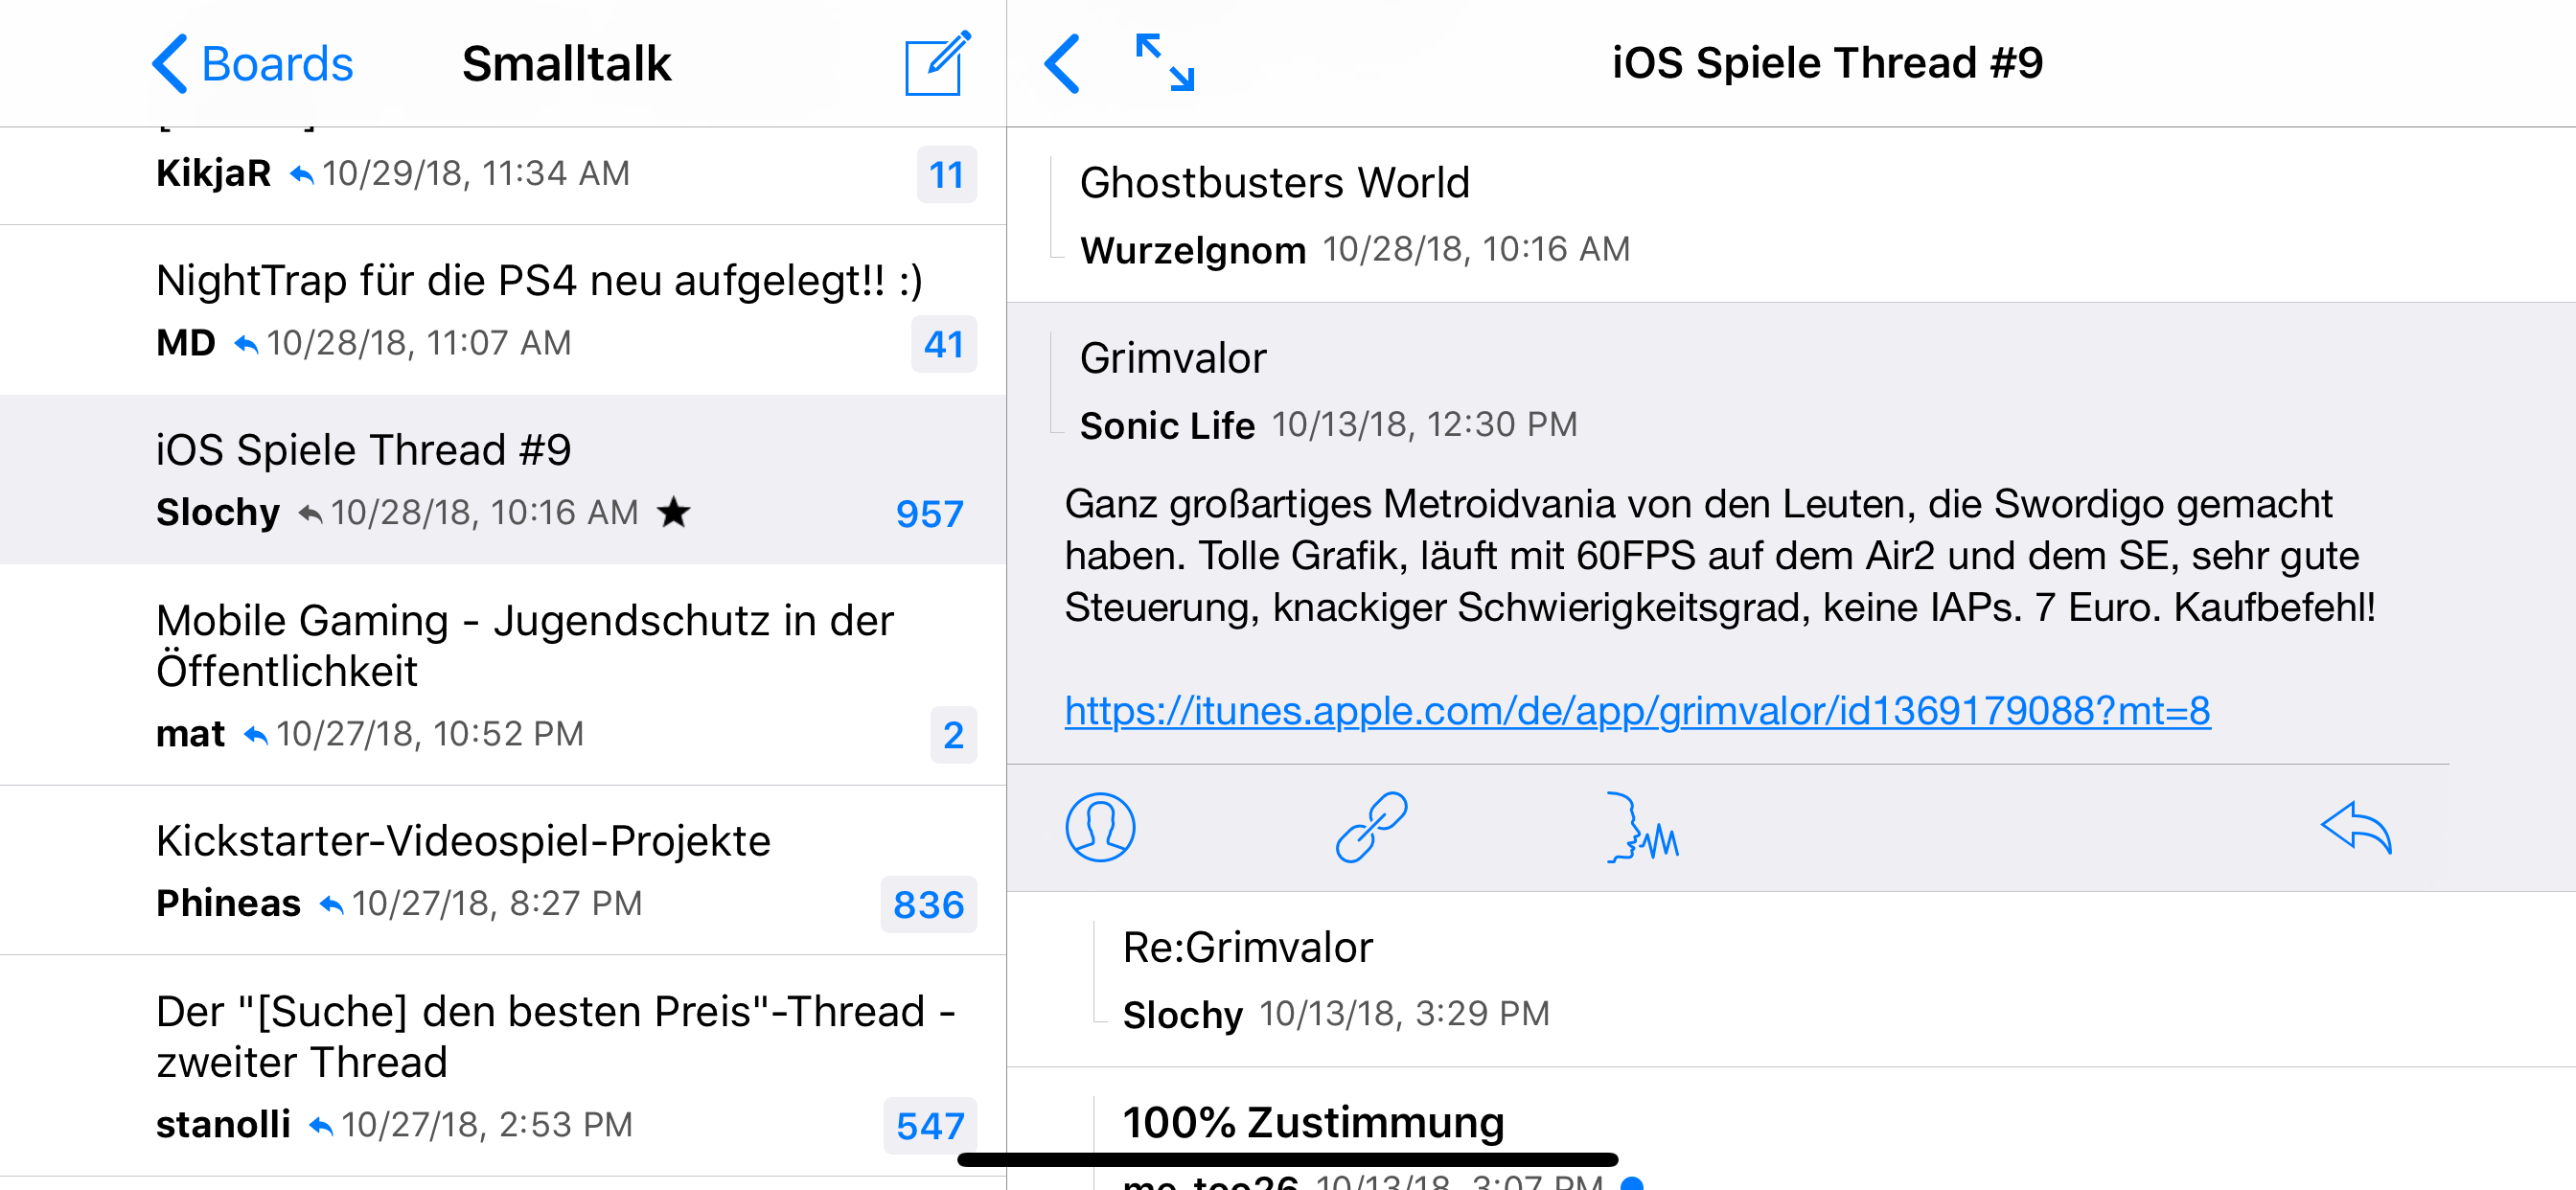 Boards
Smalltalk
KikjaR 10/29/18, 11:34 AM
11
NightTrap für die PS4 neu aufgelegt!! :)
MD 10/28/18, 11:07 AM
41
iOS Spiele Thread #9
Slochy 10/28/18, 10:16 AM ★
957
Mobile Gaming - Jugendschutz in der
Öffentlichkeit
mat 10/27/18, 10:52 PM
2
Kickstarter-Videospiel-Projekte
Phineas 10/27/18, 8:27 PM
836
Der "[Suche] den besten Preis"-Thread -
zweiter Thread
stanolli 10/27/18, 2:53 PM
547
iOS Spiele Thread #9
Ghostbusters World
Wurzelgnom 10/28/18, 10:16 AM
Grimvalor
Sonic Life 10/13/18, 12:30 PM
Ganz großartiges Metroidvania von den Leuten, die Swordigo gemacht
haben. Tolle Grafik, läuft mit 60FPS auf dem Air2 und dem SE, sehr gute
Steuerung, knackiger Schwierigkeitsgrad, keine IAPs. 7 Euro. Kaufbefehl!
https://itunes.apple.com/de/app/grimvalor/id1369179088?mt=8
Re:Grimvalor
Slochy 10/13/18, 3:29 PM
100% Zustimmung
10/13/18, 3:07 PM